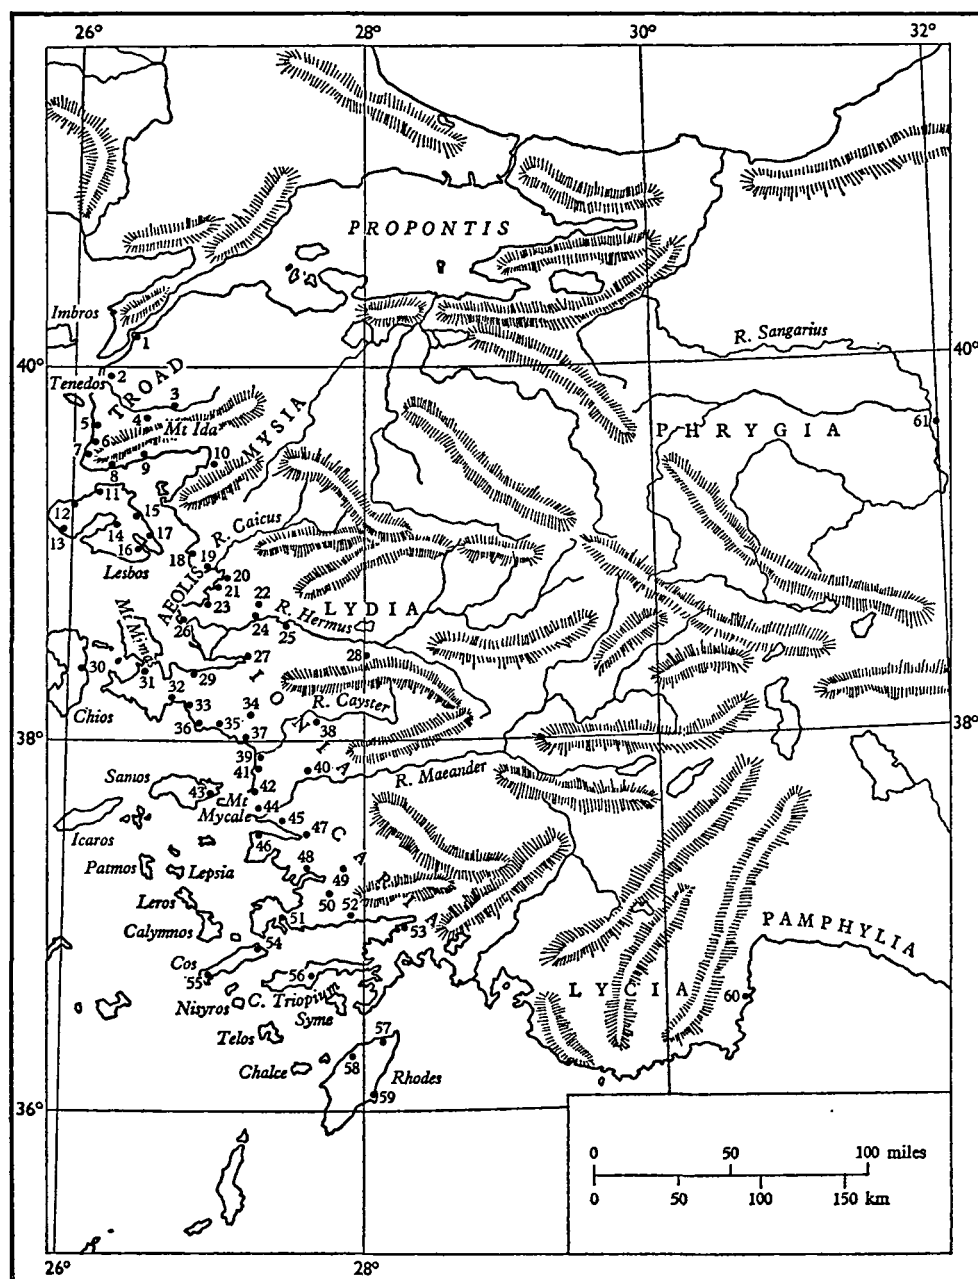 26° 28° 30° 32°
PROPONTIS
Imbros
1
R. Sangarius
40° 40°
Tenedos
2
TROAD
3
4
5
Mt Ida
6
7
MYSIA
PHRYGIA
61
8
9
10
11
12
13
14
15
16
17
Lesbos
R. Caicus
18
19
AEOLIS
20
21
22
23
24
LYDIA
R. Hermus
25
26
Mt Mimas
27
28
29
30
31
32
Chios
IONIA
33
34
R. Cayster
35
36
37
38
38° 38°
39
40
41
R. Maeander
Samos
42
43
Mt
Mycale
44
45
Icaros
46
47
CARIA
Patmos
Lepsia
48
49
Leros
50
51
52
53
Calymnos
54
PAMPHYLIA
Cos
55
56
LYCIA
60
Nisyros
C. Triopium
Syme
Telos
57
58
Chalce
Rhodes
59
36°
0 50 100 miles
0 50 100 150 km
26° 28°